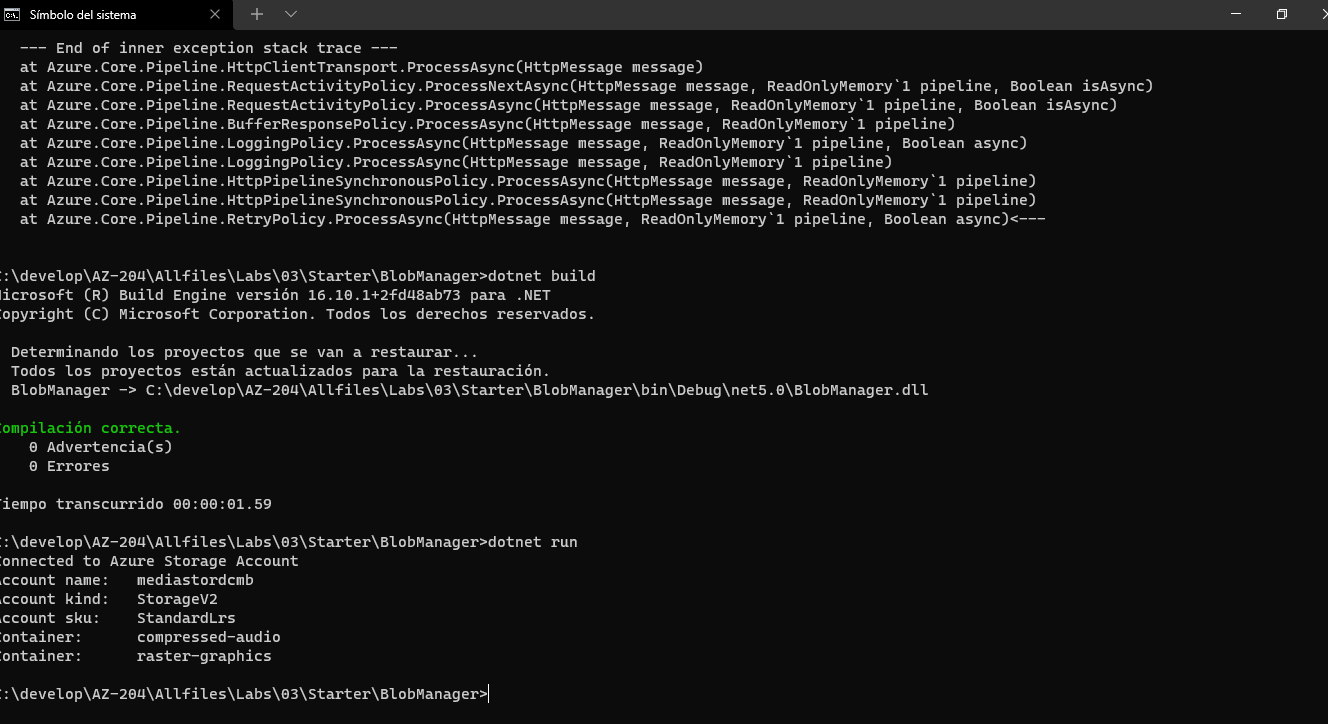 Símbolo del sistema
--- End of inner exception stack trace ---
at Azure.Core.Pipeline.HttpClientTransport.ProcessAsync(HttpMessage message)
at Azure.Core.Pipeline.RequestActivityPolicy.ProcessNextAsync(HttpMessage message, ReadOnlyMemory`1 pipeline, Boolean isAsync)
at Azure.Core.Pipeline.RequestActivityPolicy.ProcessAsync(HttpMessage message, ReadOnlyMemory`1 pipeline, Boolean isAsync)
at Azure.Core.Pipeline.BufferResponsePolicy.ProcessAsync(HttpMessage message, ReadOnlyMemory`1 pipeline)
at Azure.Core.Pipeline.LoggingPolicy.ProcessAsync(HttpMessage message, ReadOnlyMemory`1 pipeline, Boolean async)
at Azure.Core.Pipeline.LoggingPolicy.ProcessAsync(HttpMessage message, ReadOnlyMemory`1 pipeline)
at Azure.Core.Pipeline.HttpPipelineSynchronousPolicy.ProcessAsync(HttpMessage message, ReadOnlyMemory`1 pipeline)
at Azure.Core.Pipeline.HttpPipelineSynchronousPolicy.ProcessAsync(HttpMessage message, ReadOnlyMemory`1 pipeline)
at Azure.Core.Pipeline.RetryPolicy.ProcessAsync(HttpMessage message, ReadOnlyMemory`1 pipeline, Boolean async)<---
C:\develop\AZ-204\Allfiles\Labs\03\Starter\BlobManager>dotnet build
Microsoft (R) Build Engine versión 16.10.1+2fd48ab73 para .NET
Copyright (C) Microsoft Corporation. Todos los derechos reservados.
Determinando los proyectos que se van a restaurar...
Todos los proyectos están actualizados para la restauración.
BlobManager -> C:\develop\AZ-204\Allfiles\Labs\03\Starter\BlobManager\bin\Debug\net5.0\BlobManager.dll
Compilación correcta.
0 Advertencia(s)
0 Errores
Tiempo transcurrido 00:00:01.59
C:\develop\AZ-204\Allfiles\Labs\03\Starter\BlobManager>dotnet run
Connected to Azure Storage Account
Account name: mediastordcmb
Account kind: StorageV2
Account sku: StandardLrs
Container: compressed-audio
Container: raster-graphics
C:\develop\AZ-204\Allfiles\Labs\03\Starter\BlobManager>